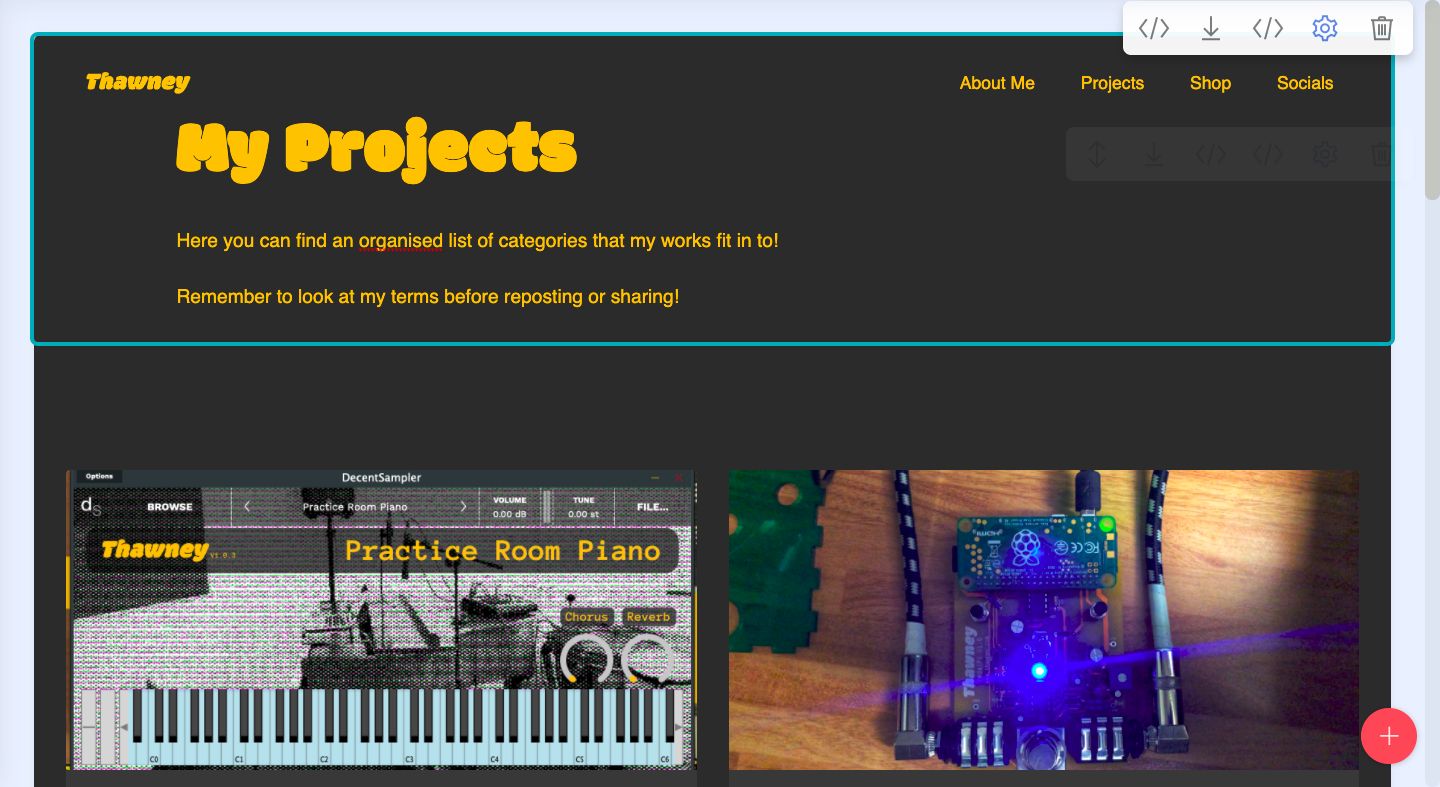 Thawney
About Me Projects Shop Socials
My Projects
Here you can find an organised list of categories that my works fit in to!
Remember to look at my terms before reposting or sharing!
Options
DecentSampler
ds
BROWSE
Practice Room Piano
VOLUME
0.00 dB
TUNE
0.00 st
FILE...
Thawney
V1.0.3
Practice Room Piano
Chorus Reverb
C0 C1 C2 C3 C4 C5 C6
Thawney